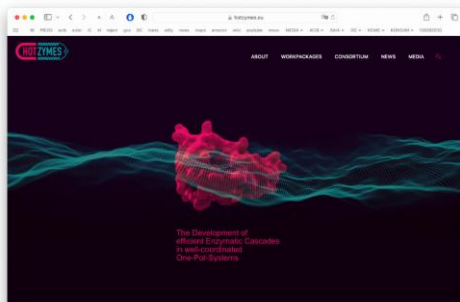 hotzymes.eu
HOTZYMES
ABOUT WORKPACKAGES CONSORTIUM NEWS MEDIA
The Development of
efficient Enzymatic Cascades
in well-coordinated
One-Pot-Systems